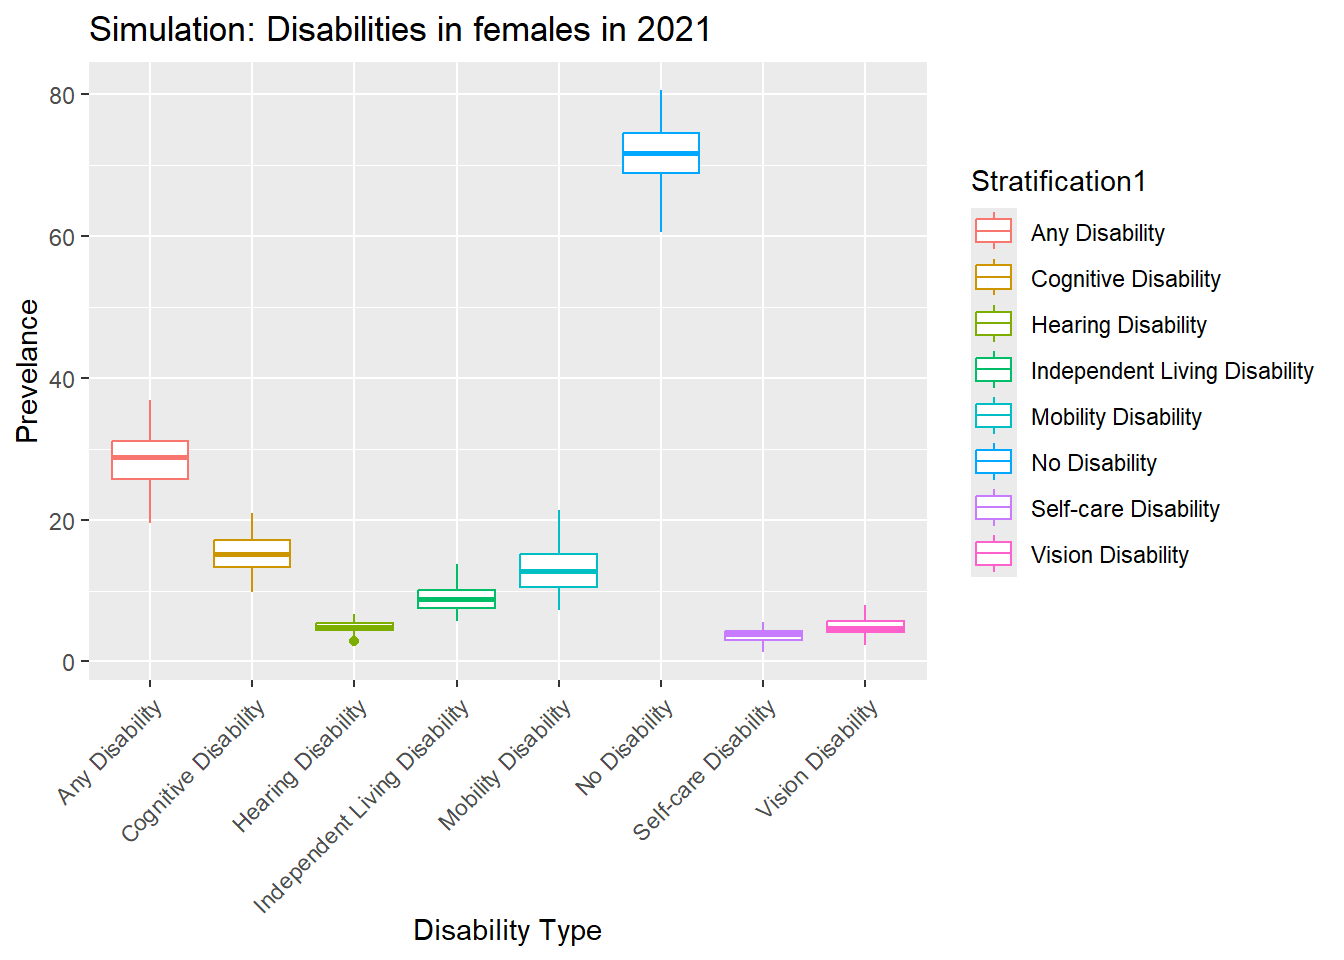 Simulation: Disabilities in females in 2021
Prevelance
80
60
40
20
0
Any Disability
Cognitive Disability
Hearing Disability
Independent Living Disability
Mobility Disability
No Disability
Self-care Disability
Vision Disability
Disability Type
Stratification1
Any Disability
Cognitive Disability
Hearing Disability
Independent Living Disability
Mobility Disability
No Disability
Self-care Disability
Vision Disability